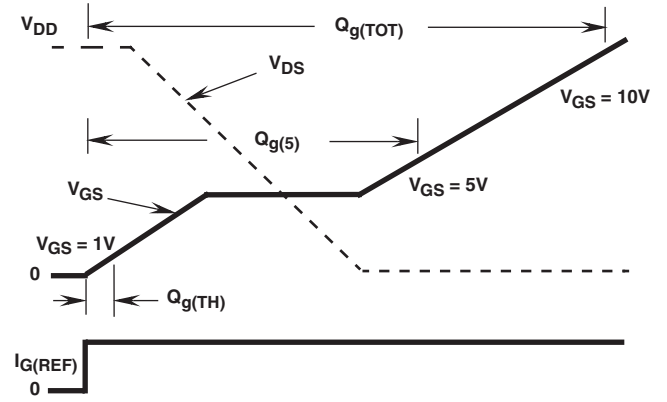 V_DD
Q_g(TOT)
V_DS
V_GS = 10V
Q_g(5)
V_GS
V_GS = 5V
V_GS = 1V
0
Q_g(TH)
I_G(REF)
0